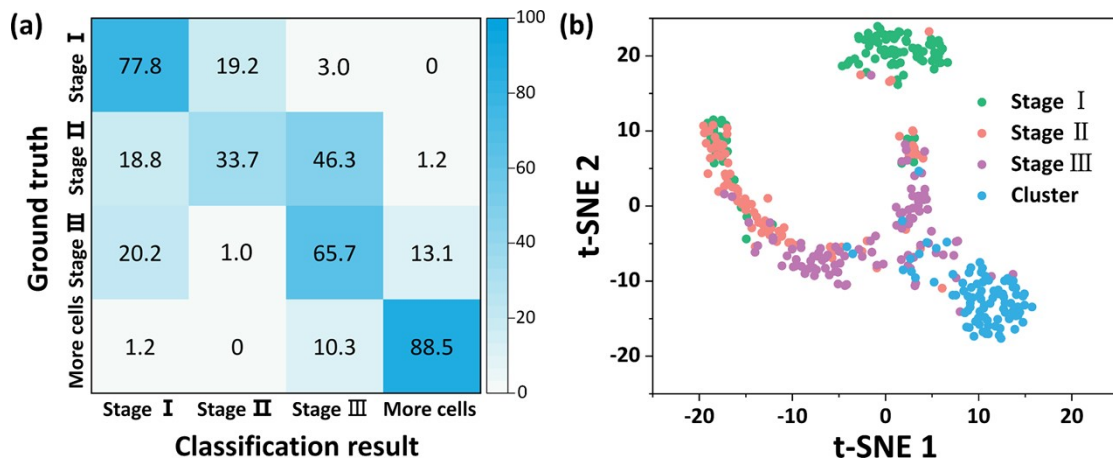 (a)
Ground truth
Stage Ⅰ
Stage Ⅱ
Stage Ⅲ
More cells
77.8 19.2 3.0 0
18.8 33.7 46.3 1.2
20.2 1.0 65.7 13.1
1.2 0 10.3 88.5
Stage Ⅰ Stage Ⅱ Stage Ⅲ More cells
Classification result
100
80
60
40
20
0
(b)
t-SNE 2
20
10
0
-10
-20
Stage Ⅰ
Stage Ⅱ
Stage Ⅲ
Cluster
-20 -10 0 10 20
t-SNE 1